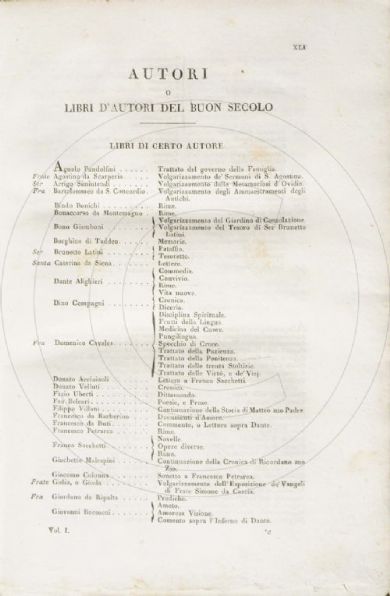 XLI
AUTORI
O
LIBRI D'AUTORI DEL BUON SECOLO
LIBRI DI CERTO AUTORE.
Agnolo Pandolfini . . . . . . Trattato del governo della Famiglia.
Frate Agostino da Scarperia . . . Volgarizzamento de' Sermoni di S. Agostino.
Ser Arrigo Simintendi . . . . . Volgarizzamento delle Metamorfosi d'Ovidio.
Fra Bartolommeo da S. Concordio . Volgarizzamento degli Ammaestramenti degli
Antichi.
Bindo Bonichi . . . . . . . . Rime.
Bonaccorso da Montemagno . . Rime.
Bono Giamboni . . . . . . . Volgarizzamento del Giardino di Consolazione.
Volgarizzamento del Tesoro di Ser Brunetto
Latini.
Borghino di Taddeo . . . . . . Memorie.
Ser Brunetto Latini . . . . . . . Pataffio.
Tesoretto.
Santa Caterina da Siena . . . . . . Lettere.
Dante Alighieri . . . . . . . Commedia.
Convivio.
Rime.
Vita nuova.
Dino Compagni . . . . . . . Cronica.
Diceria.
Fra Domenico Cavalca . . . . . . Disciplina Spirituale.
Frutti della Lingua.
Medicina del Cuore.
Pungilingua.
Specchio di Croce.
Trattato della Pazienza.
Trattato della Penitenza.
Trattato delle trenta Stoltizie.
Trattato delle Virtù, e de' Vizj
Donato Acciaiuoli . . . . . . Lettera a Franco Sacchetti.
Donato Velluti . . . . . . . Cronica.
Fazio Uberti . . . . . . . . Dittamondo.
Feo Belcari . . . . . . . . . Poesie, e Prose.
Filippo Villani . . . . . . . Continuazione della Storia di Matteo suo Padre.
Francesco da Barberino . . . . Documenti d'Amore.
Francesco da Buti . . . . . . Commento, o Lettura sopra Dante.
Francesco Petrarca . . . . . . Rime.
Franco Sacchetti . . . . . . . Novelle.
Opere diverse.
Rime.
Giachetto Malespini . . . . . Continuazione della Cronica di Ricordano suo
Zio.
Giacomo Colonna . . . . . . . Sonetto a Francesco Petrarca.
Frate Gidio, o Giuda . . . . . . . Volgarizzamento dell'Esposizione de' Vangeli
di Frate Simone da Cascia.
Fra Giordano da Ripalta . . . . . Prediche.
Giovanni Boccacci . . . . . . Ameto.
Amorosa Visione.
Comento sopra l'Inferno di Dante.
Vol. I.